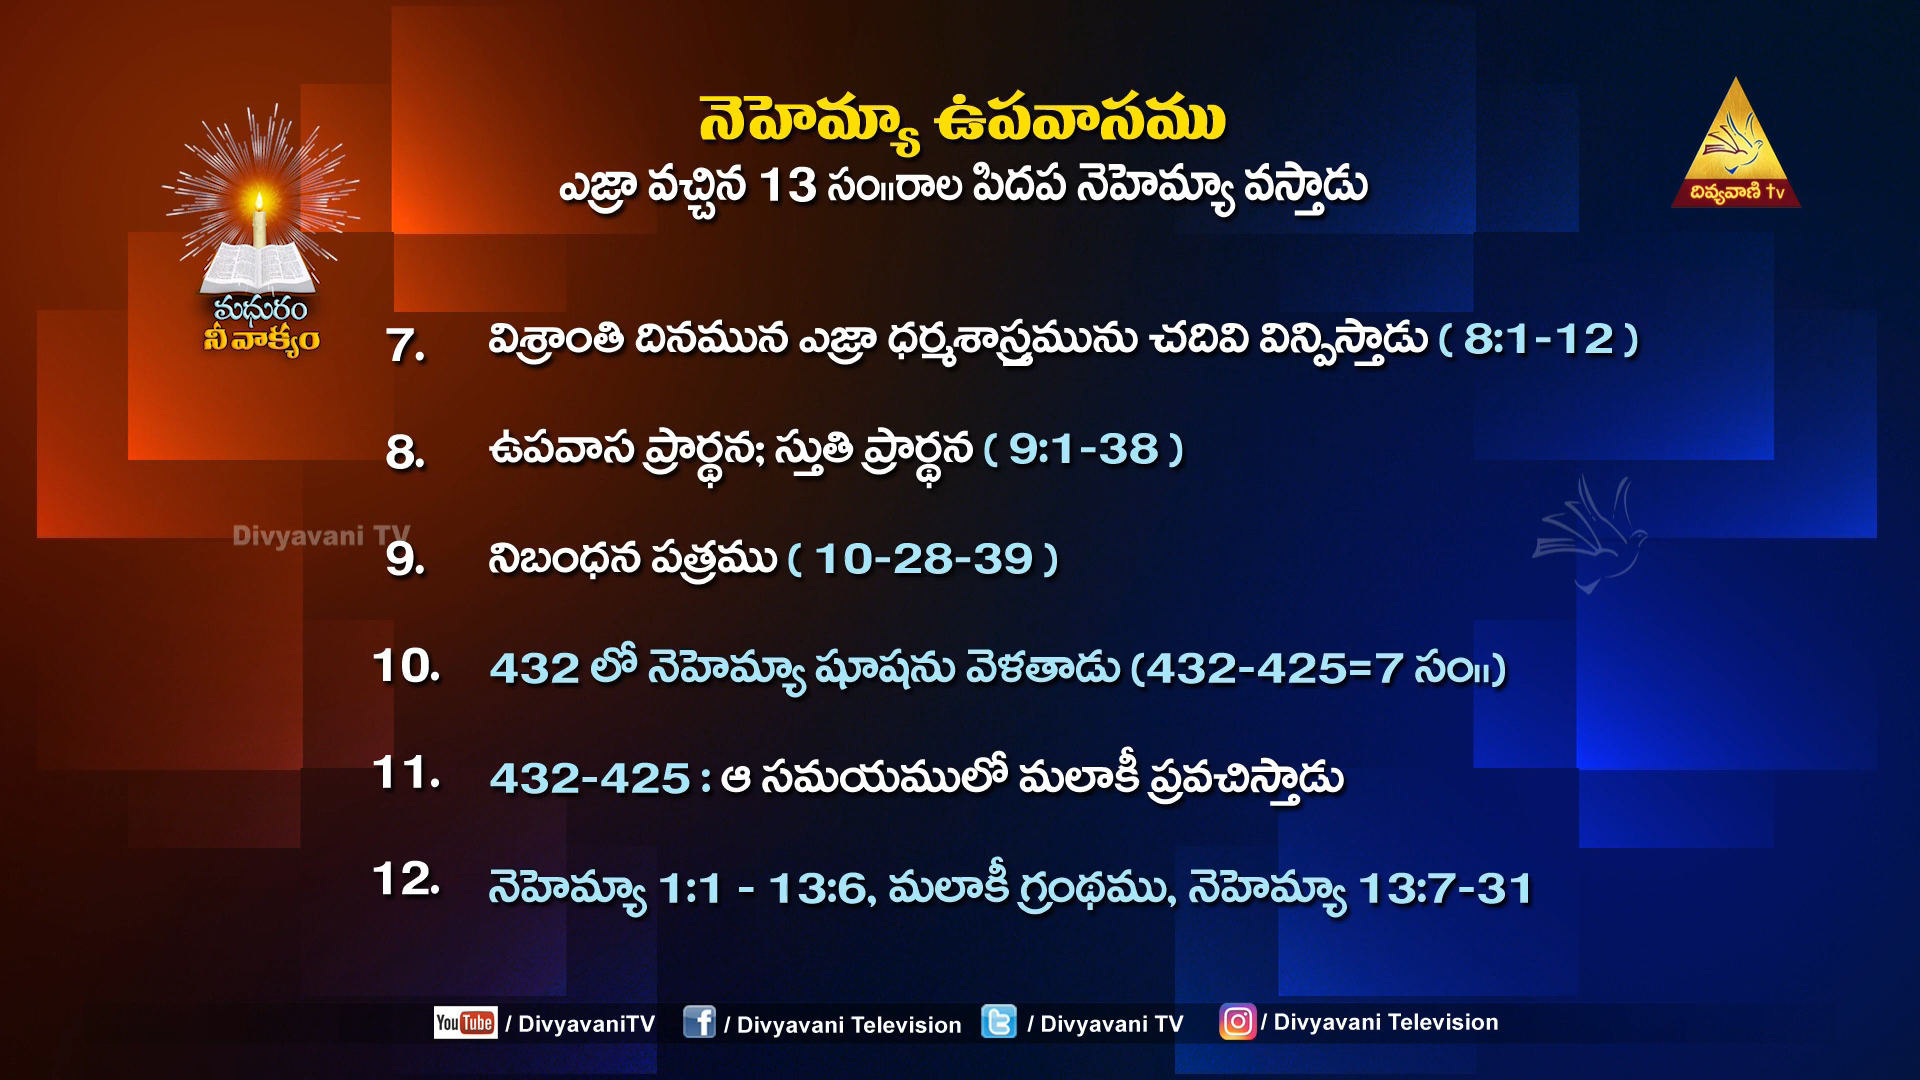 నెహెమ్యా ఉపవాసము
ఎజ్రా వచ్చిన 13 సం॥రాల పిదప నెహెమ్యా వస్తాడు
దివ్యవాణి tv
మధురం
నీ వాక్యం
7. విశ్రాంతి దినమున ఎజ్రా ధర్మశాస్త్రమును చదివి విన్పిస్తాడు ( 8:1-12 )
8. ఉపవాస ప్రార్థన; స్తుతి ప్రార్థన ( 9:1-38 )
Divyavani TV
9. నిబంధన పత్రము ( 10-28-39 )
10. 432 లో నెహెమ్యా షూషను వెళతాడు (432-425=7 సం॥)
11. 432-425 : ఆ సమయములో మలాకీ ప్రవచిస్తాడు
12. నెహెమ్యా 1:1 - 13:6, మలాకీ గ్రంథము, నెహెమ్యా 13:7-31
YouTube / DivyavaniTV f / Divyavani Television / Divyavani TV / Divyavani Television